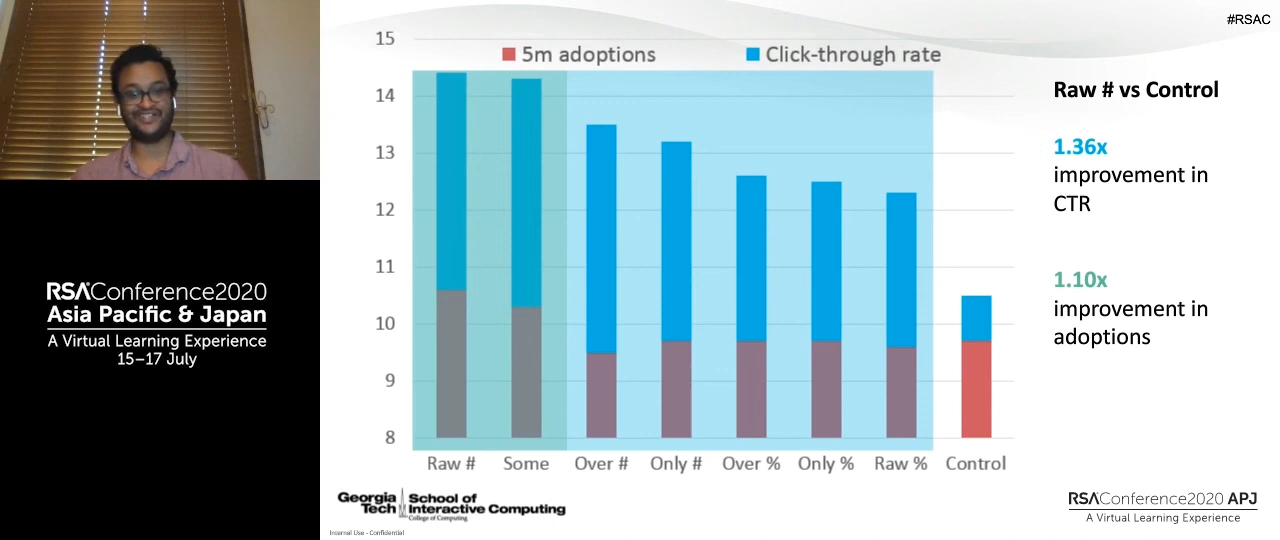 #RSAC
15
5m adoptions
Click-through rate
14
13
12
11
10
9
8
Raw #
Some
Over #
Only #
Over %
Only %
Raw %
Control
Raw # vs Control
1.36x
improvement in
CTR
1.10x
improvement in
adoptions
RSAConference2020
Asia Pacific & Japan
A Virtual Learning Experience
15–17 July
Georgia
Tech
School of
Interactive Computing
College of Computing
Internal Use - Confidential
RSAConference2020 APJ
A Virtual Learning Experience